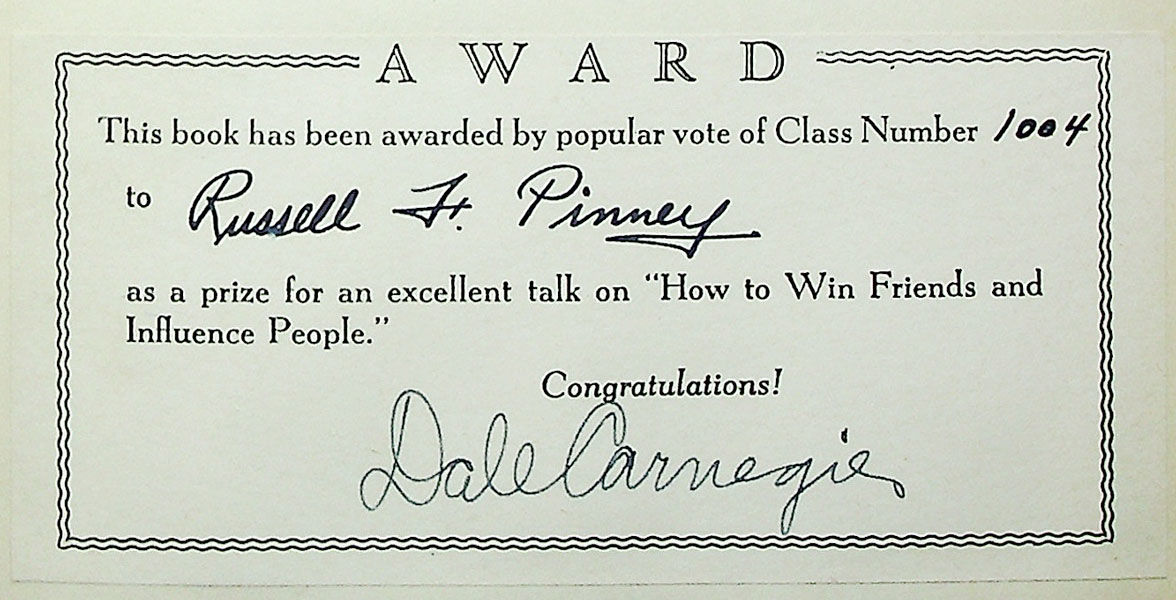 AWARD
This book has been awarded by popular vote of Class Number 1004
to Russell H. Pinney
as a prize for an excellent talk on "How to Win Friends and
Influence People."
Congratulations!
Dale Carnegie